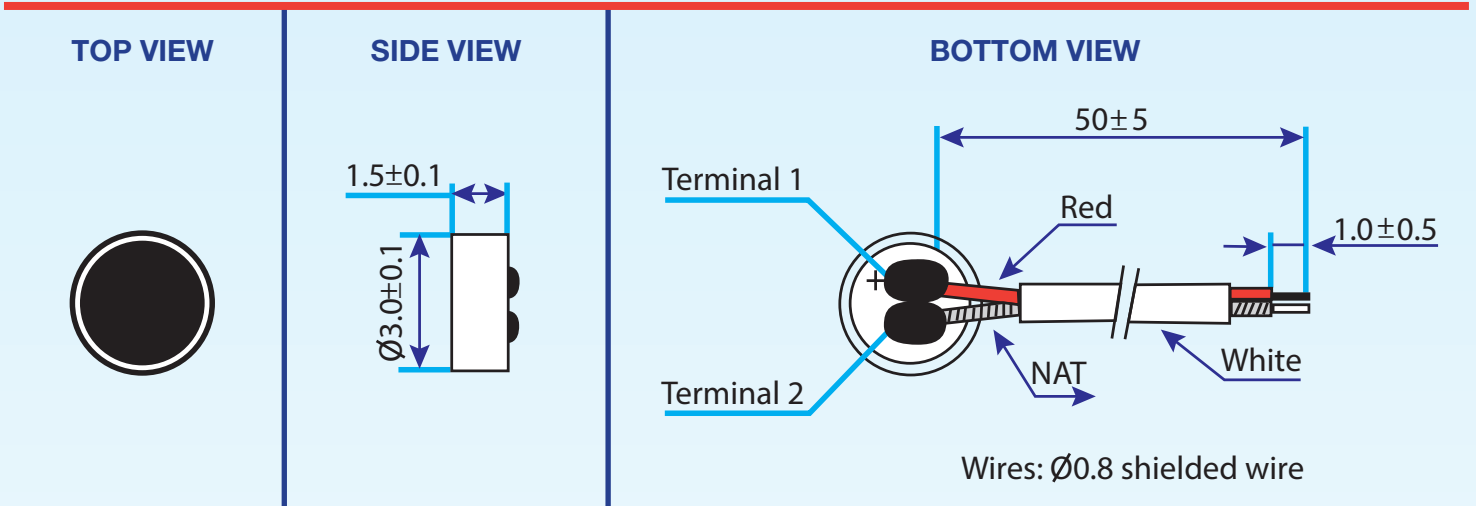 TOP VIEW
SIDE VIEW
BOTTOM VIEW
1.5±0.1
Ø3.0±0.1
50±5
Terminal 1
Red
1.0±0.5
+
Terminal 2
NAT
White
Wires: Ø0.8 shielded wire